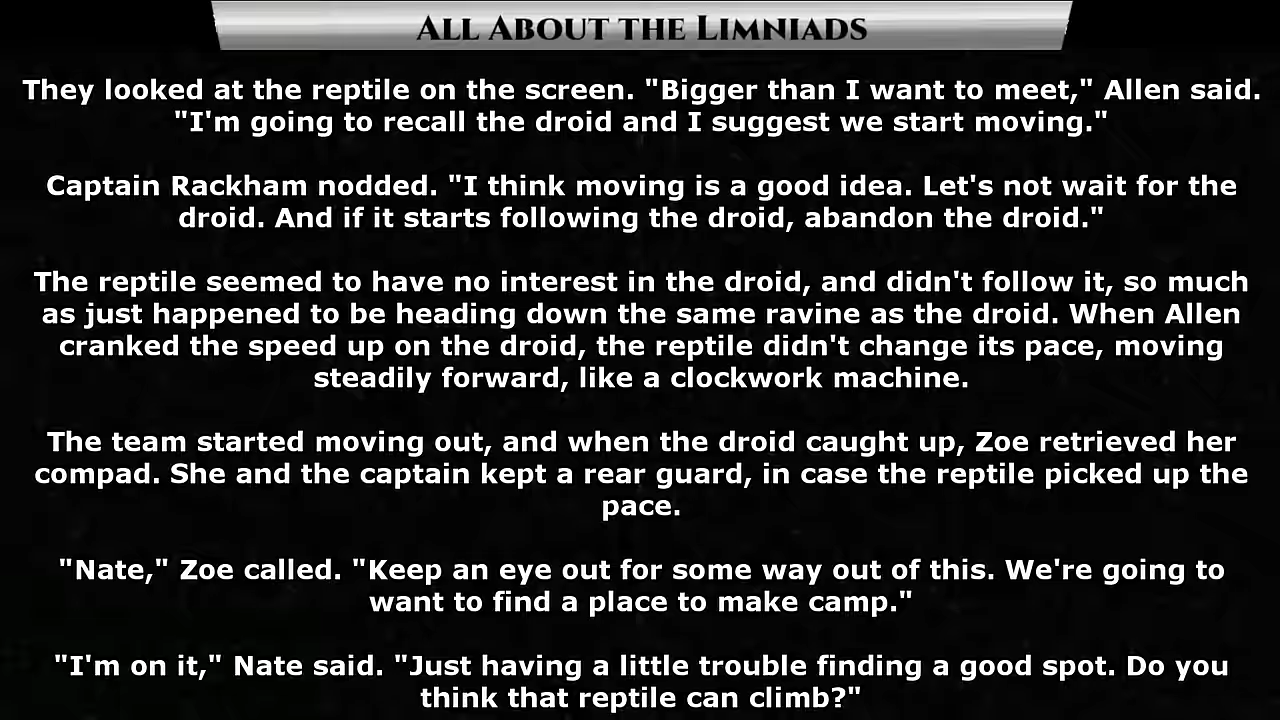 All About the Limniads
They looked at the reptile on the screen. "Bigger than I want to meet," Allen said.
"I'm going to recall the droid and I suggest we start moving."
Captain Rackham nodded. "I think moving is a good idea. Let's not wait for the
droid. And if it starts following the droid, abandon the droid."
The reptile seemed to have no interest in the droid, and didn't follow it, so much
as just happened to be heading down the same ravine as the droid. When Allen
cranked the speed up on the droid, the reptile didn't change its pace, moving
steadily forward, like a clockwork machine.
The team started moving out, and when the droid caught up, Zoe retrieved her
compad. She and the captain kept a rear guard, in case the reptile picked up the
pace.
"Nate," Zoe called. "Keep an eye out for some way out of this. We're going to
want to find a place to make camp."
"I'm on it," Nate said. "Just having a little trouble finding a good spot. Do you
think that reptile can climb?"